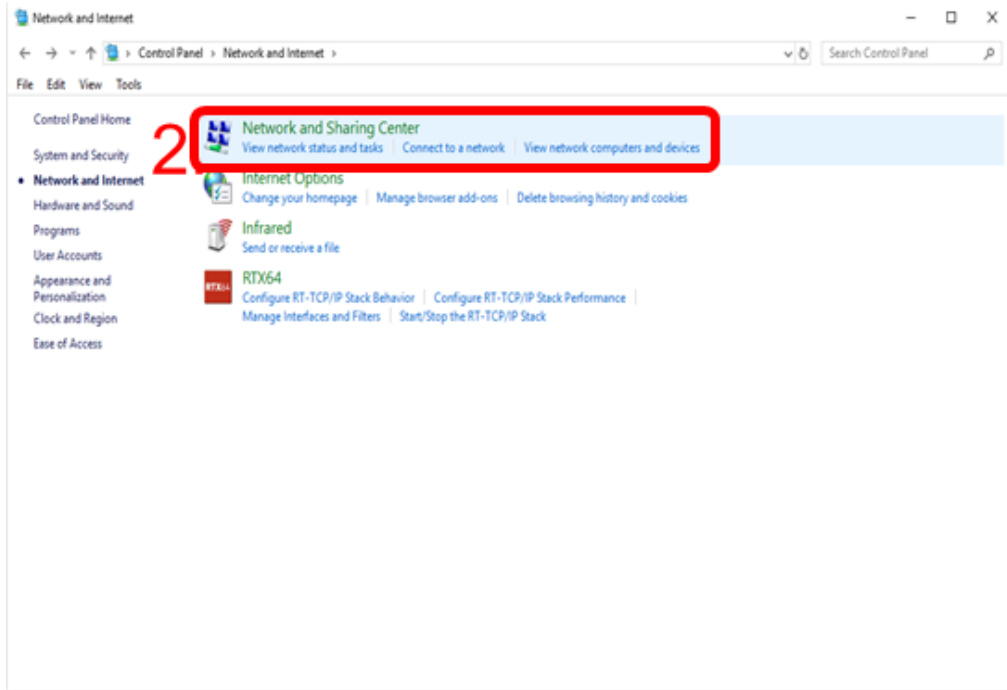 Network and Internet
Control Panel > Network and Internet >
Search Control Panel
File Edit View Tools
Control Panel Home
System and Security
Network and Internet
Hardware and Sound
Programs
User Accounts
Appearance and
Personalization
Clock and Region
Ease of Access
2.
Network and Sharing Center
View network status and tasks | Connect to a network | View network computers and devices
Internet Options
Change your homepage | Manage browser add-ons | Delete browsing history and cookies
Infrared
Send or receive a file
RTX64
RTX64
Configure RT-TCP/IP Stack Behavior | Configure RT-TCP/IP Stack Performance |
Manage Interfaces and Filters | Start/Stop the RT-TCP/IP Stack